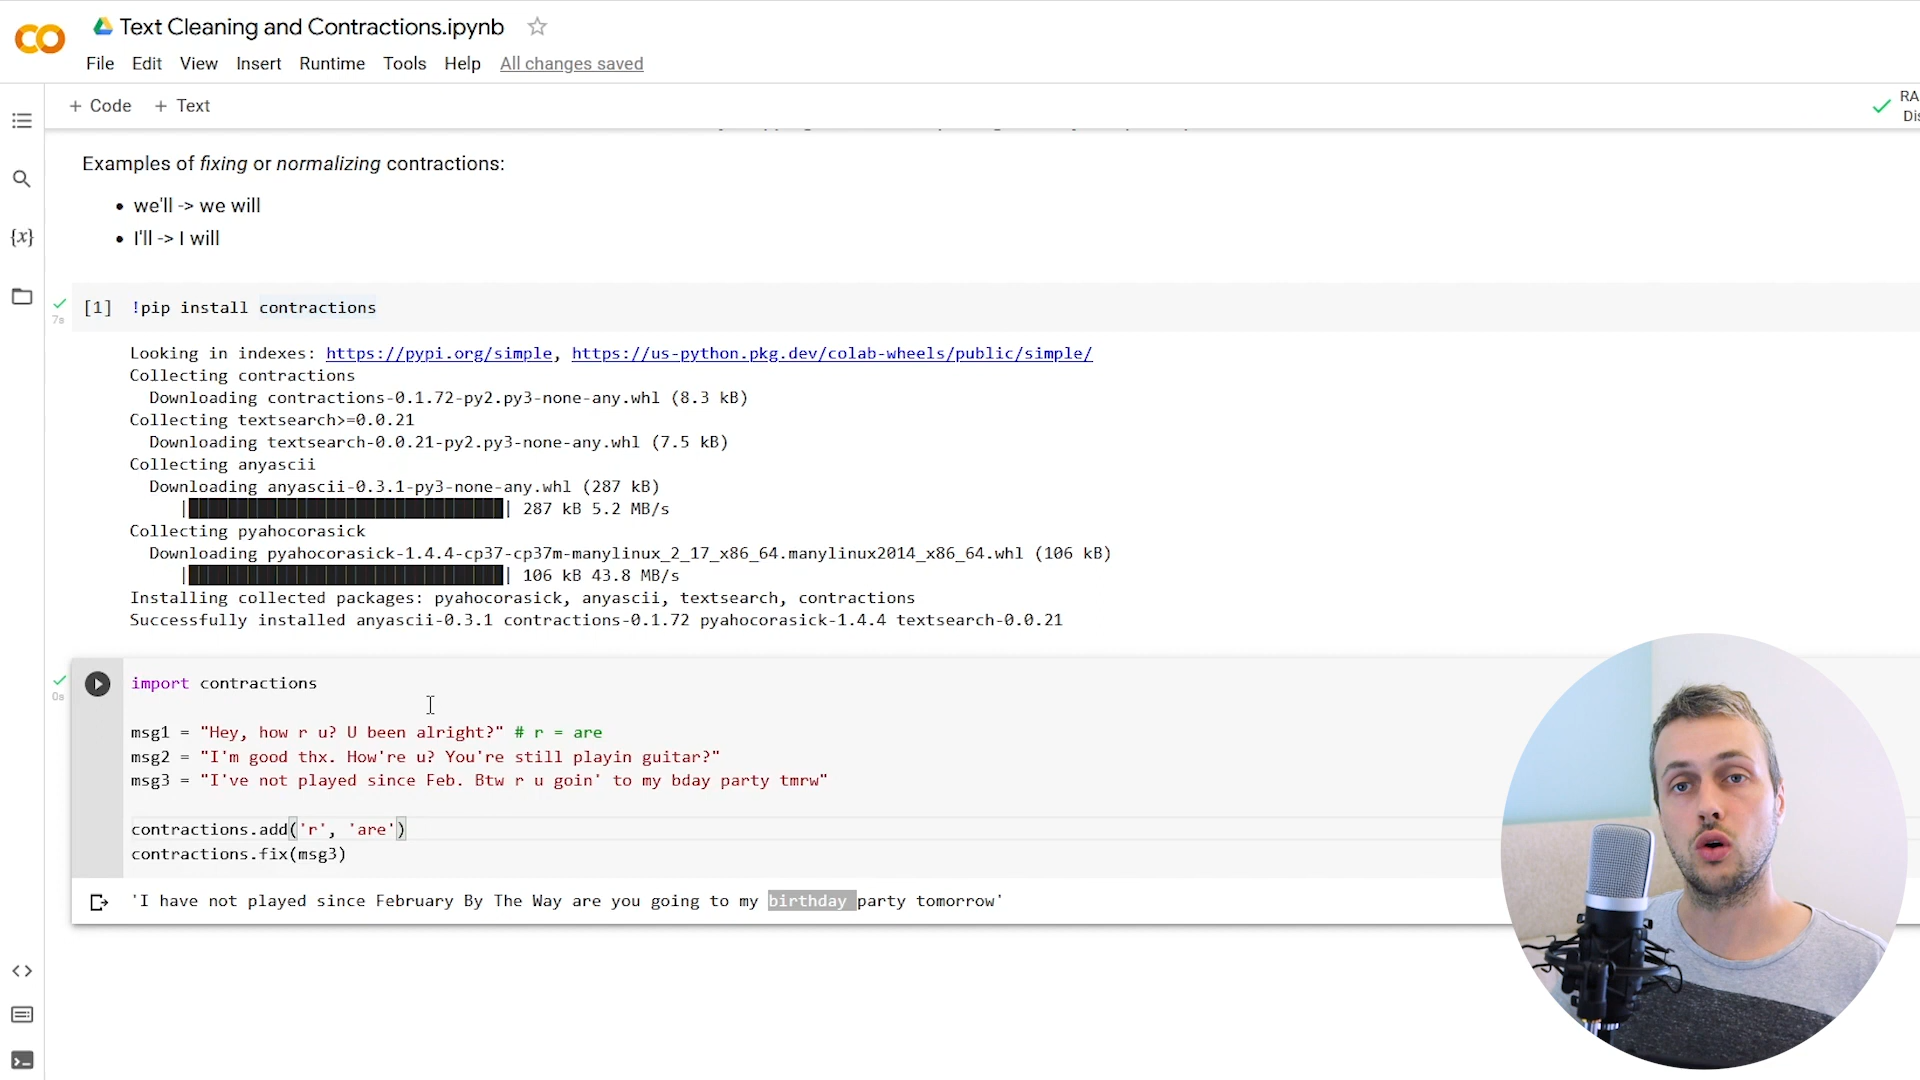 Text Cleaning and Contractions.ipynb
File Edit View Insert Runtime Tools Help All changes saved
+ Code + Text
RA
Dis
Examples of fixing or normalizing contractions:
• we'll -> we will
• I'll -> I will
[1] !pip install contractions
7s
Looking in indexes: https://pypi.org/simple, https://us-python.pkg.dev/colab-wheels/public/simple/
Collecting contractions
Downloading contractions-0.1.72-py2.py3-none-any.whl (8.3 kB)
Collecting textsearch>=0.0.21
Downloading textsearch-0.0.21-py2.py3-none-any.whl (7.5 kB)
Collecting anyascii
Downloading anyascii-0.3.1-py3-none-any.whl (287 kB)
287 kB 5.2 MB/s
Collecting pyahocorasick
Downloading pyahocorasick-1.4.4-cp37-cp37m-manylinux_2_17_x86_64.manylinux2014_x86_64.whl (106 kB)
106 kB 43.8 MB/s
Installing collected packages: pyahocorasick, anyascii, textsearch, contractions
Successfully installed anyascii-0.3.1 contractions-0.1.72 pyahocorasick-1.4.4 textsearch-0.0.21
import contractions
0s
msg1 = "Hey, how r u? U been alright?" # r = are
msg2 = "I'm good thx. How're u? You're still playin guitar?"
msg3 = "I've not played since Feb. Btw r u goin' to my bday party tmrw"
contractions.add('r', 'are')
contractions.fix(msg3)
'I have not played since February By The Way are you going to my birthday party tomorrow'